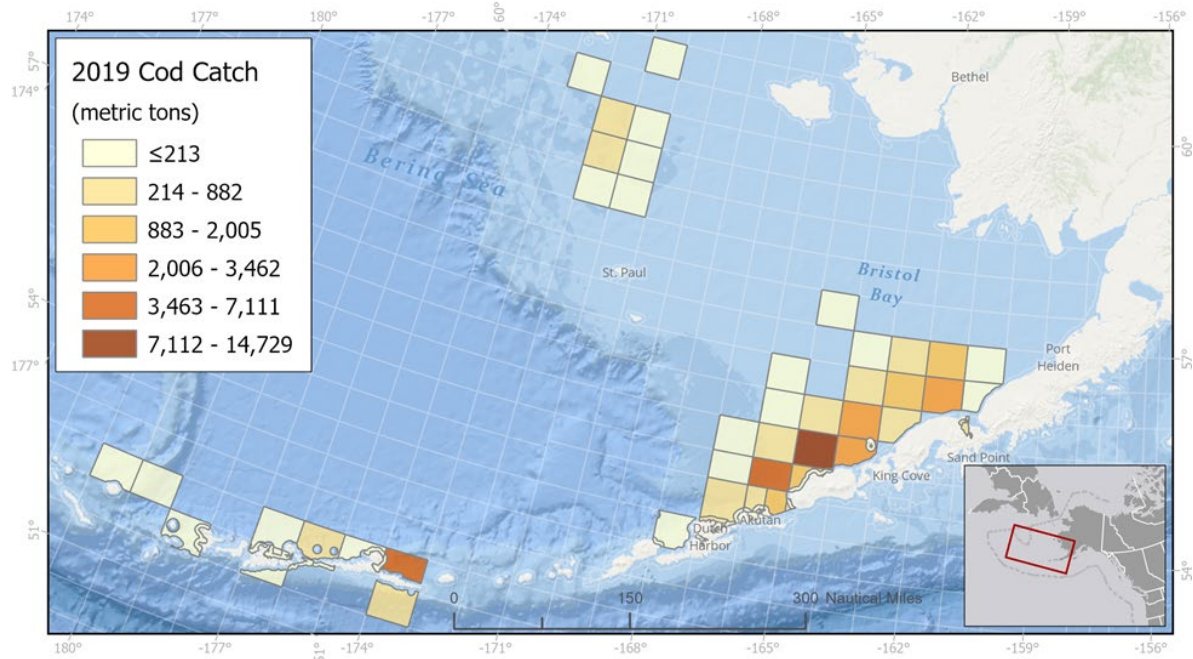 174° 177° 180° -177° 60° -174° -171° -168° -165° -162° -159° -156°
2019 Cod Catch
(metric tons)
≤213
214 - 882
883 - 2,005
2,006 - 3,462
3,463 - 7,111
7,112 - 14,729
57°
174°
54°
177°
51°
Bering Sea
Bethel
60°
St. Paul
Bristol
Bay
Port
Heiden
57°
Sand Point
King Cove
Akutan
Dutch
Harbor
54°
0 150 300 Nautical Miles
180° -177° 51° -174° -171° -168° -165° -162° -159° -156°